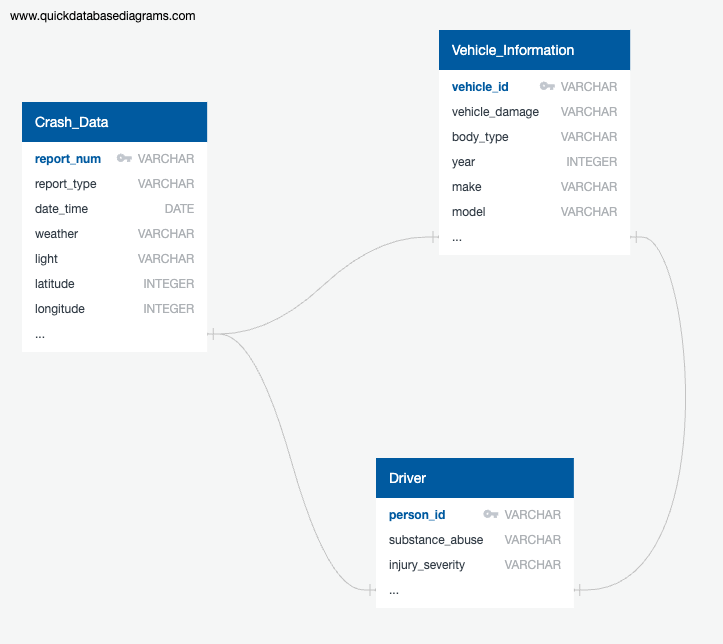 www.quickdatabasediagrams.com
Crash_Data
report_num VARCHAR
report_type VARCHAR
date_time DATE
weather VARCHAR
light VARCHAR
latitude INTEGER
longitude INTEGER
...
Vehicle_Information
vehicle_id VARCHAR
vehicle_damage VARCHAR
body_type VARCHAR
year INTEGER
make VARCHAR
model VARCHAR
...
Driver
person_id VARCHAR
substance_abuse VARCHAR
injury_severity VARCHAR
...